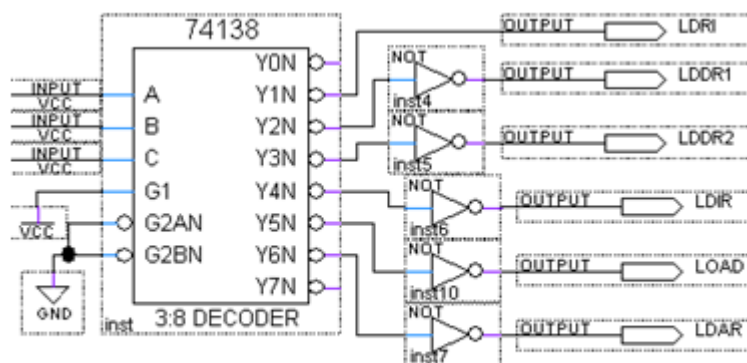 74138
3:8 DECODER
inst
INPUT
VCC
INPUT
VCC
INPUT
VCC
VCC
GND
A
B
C
G1
G2AN
G2BN
Y0N
Y1N
Y2N
Y3N
Y4N
Y5N
Y6N
Y7N
NOT
inst4
NOT
inst5
NOT
inst6
NOT
inst10
NOT
inst7
OUTPUT LDRI
OUTPUT LDDR1
OUTPUT LDDR2
OUTPUT LDIR
OUTPUT LOAD
OUTPUT LDAR